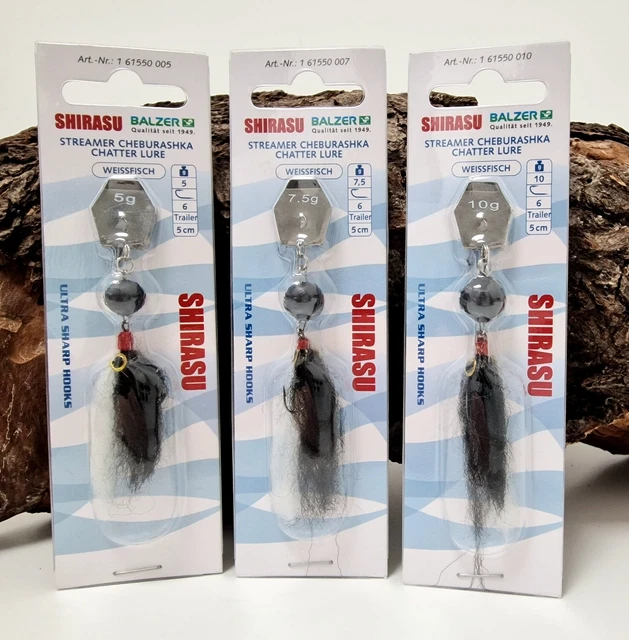 Art.-Nr.: 1 61550 005
SHIRASU BALZER
Qualität seit 1949.
STREAMER CHEBURASHKA
CHATTER LURE
WEISSFISCH
5
6
Trailer
5 cm
5g
ULTRA SHARP HOOKS
SHIRASU
Art.-Nr.: 1 61550 007
SHIRASU BALZER
Qualität seit 1949.
STREAMER CHEBURASHKA
CHATTER LURE
WEISSFISCH
7,5
6
Trailer
5 cm
7.5g
ULTRA SHARP HOOKS
SHIRASU
Art.-Nr.: 1 61550 010
SHIRASU BALZER
Qualität seit 1949.
STREAMER CHEBURASHKA
CHATTER LURE
WEISSFISCH
10
6
Trailer
5 cm
10g
ULTRA SHARP HOOKS
SHIRASU